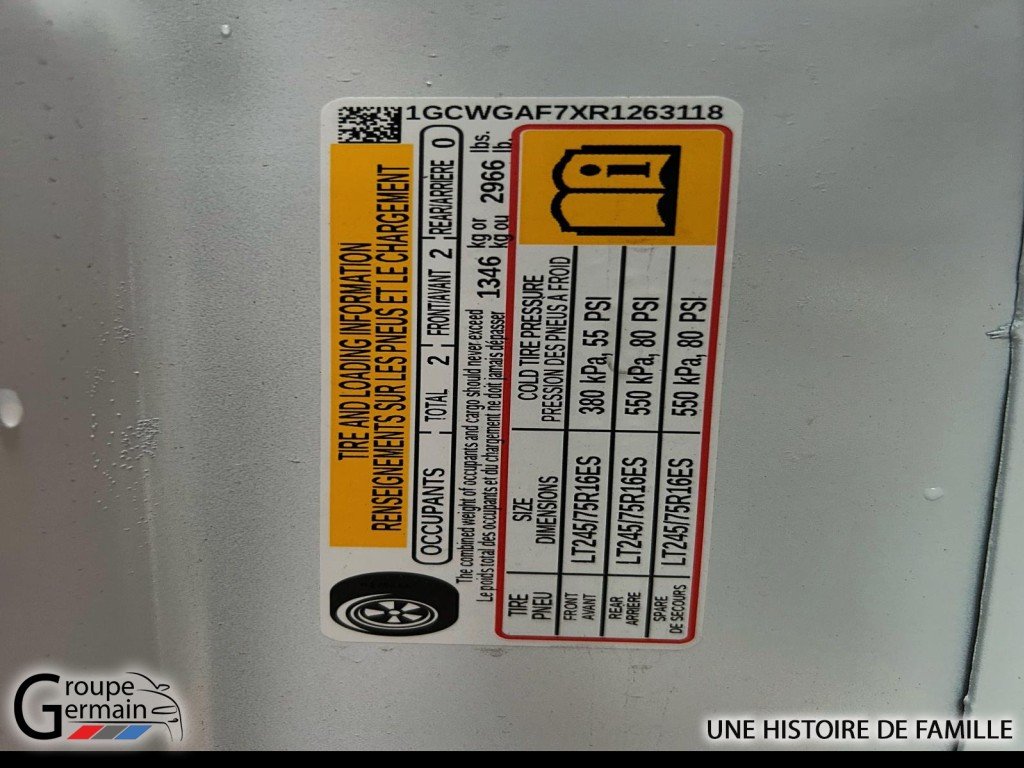 1GCWGAF7XR1263118
TIRE AND LOADING INFORMATION
RENSEIGNEMENTS SUR LES PNEUS ET LE CHARGEMENT
OCCUPANTS TOTAL 2 FRONT/AVANT 2 REAR/ARRIERE 0
The combined weight of occupants and cargo should never exceed 1346 kg or 2966 lbs.
Le poids total des occupants et du chargement ne doit jamais dépasser kg ou lb.
TIRE SIZE COLD TIRE PRESSURE
PNEU DIMENSIONS PRESSION DES PNEUS A FROID
FRONT LT245/75R16ES 380 kPa, 55 PSI
AVANT
REAR LT245/75R16ES 550 kPa, 80 PSI
ARRIERE
SPARE LT245/75R16ES 550 kPa, 80 PSI
DE SECOURS
i
Groupe
Germain
UNE HISTOIRE DE FAMILLE